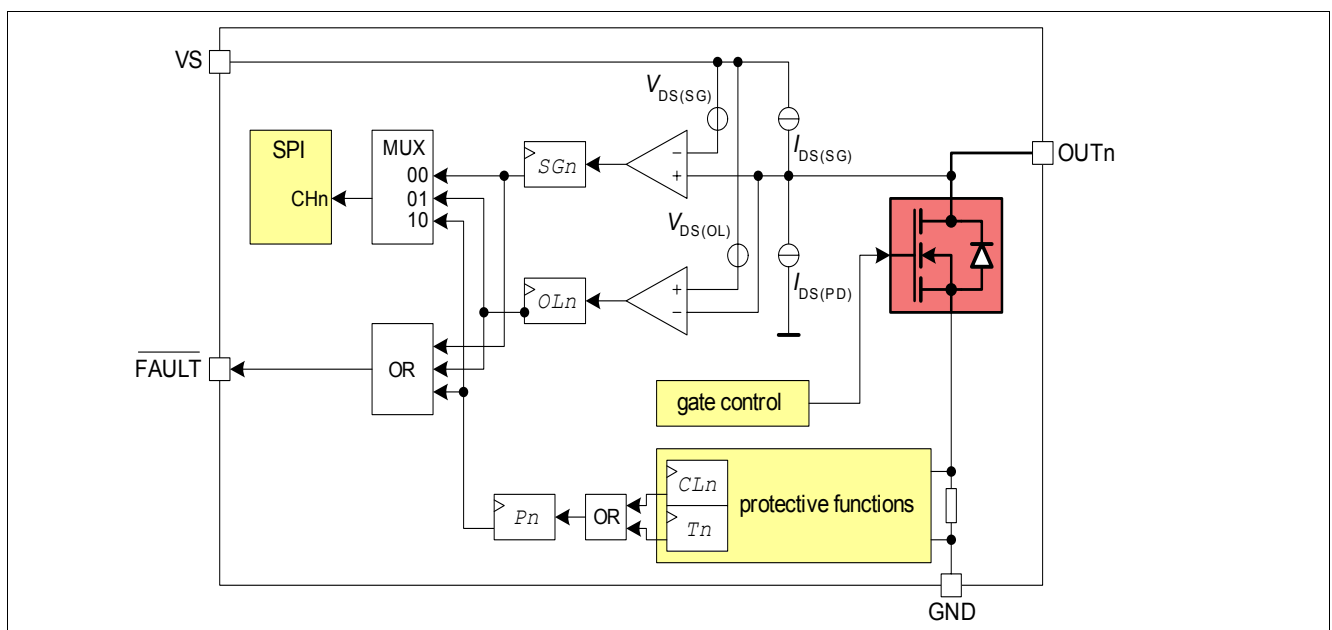 VS
V DS(SG)
SPI
MUX
I DS(SG)
OUTn
00
SGn
−
+
CHn
01
10
V DS(OL)
OLn
+
−
I DS(PD)
FAULT
OR
gate control
CLn
protective functions
Pn
OR
Tn
GND